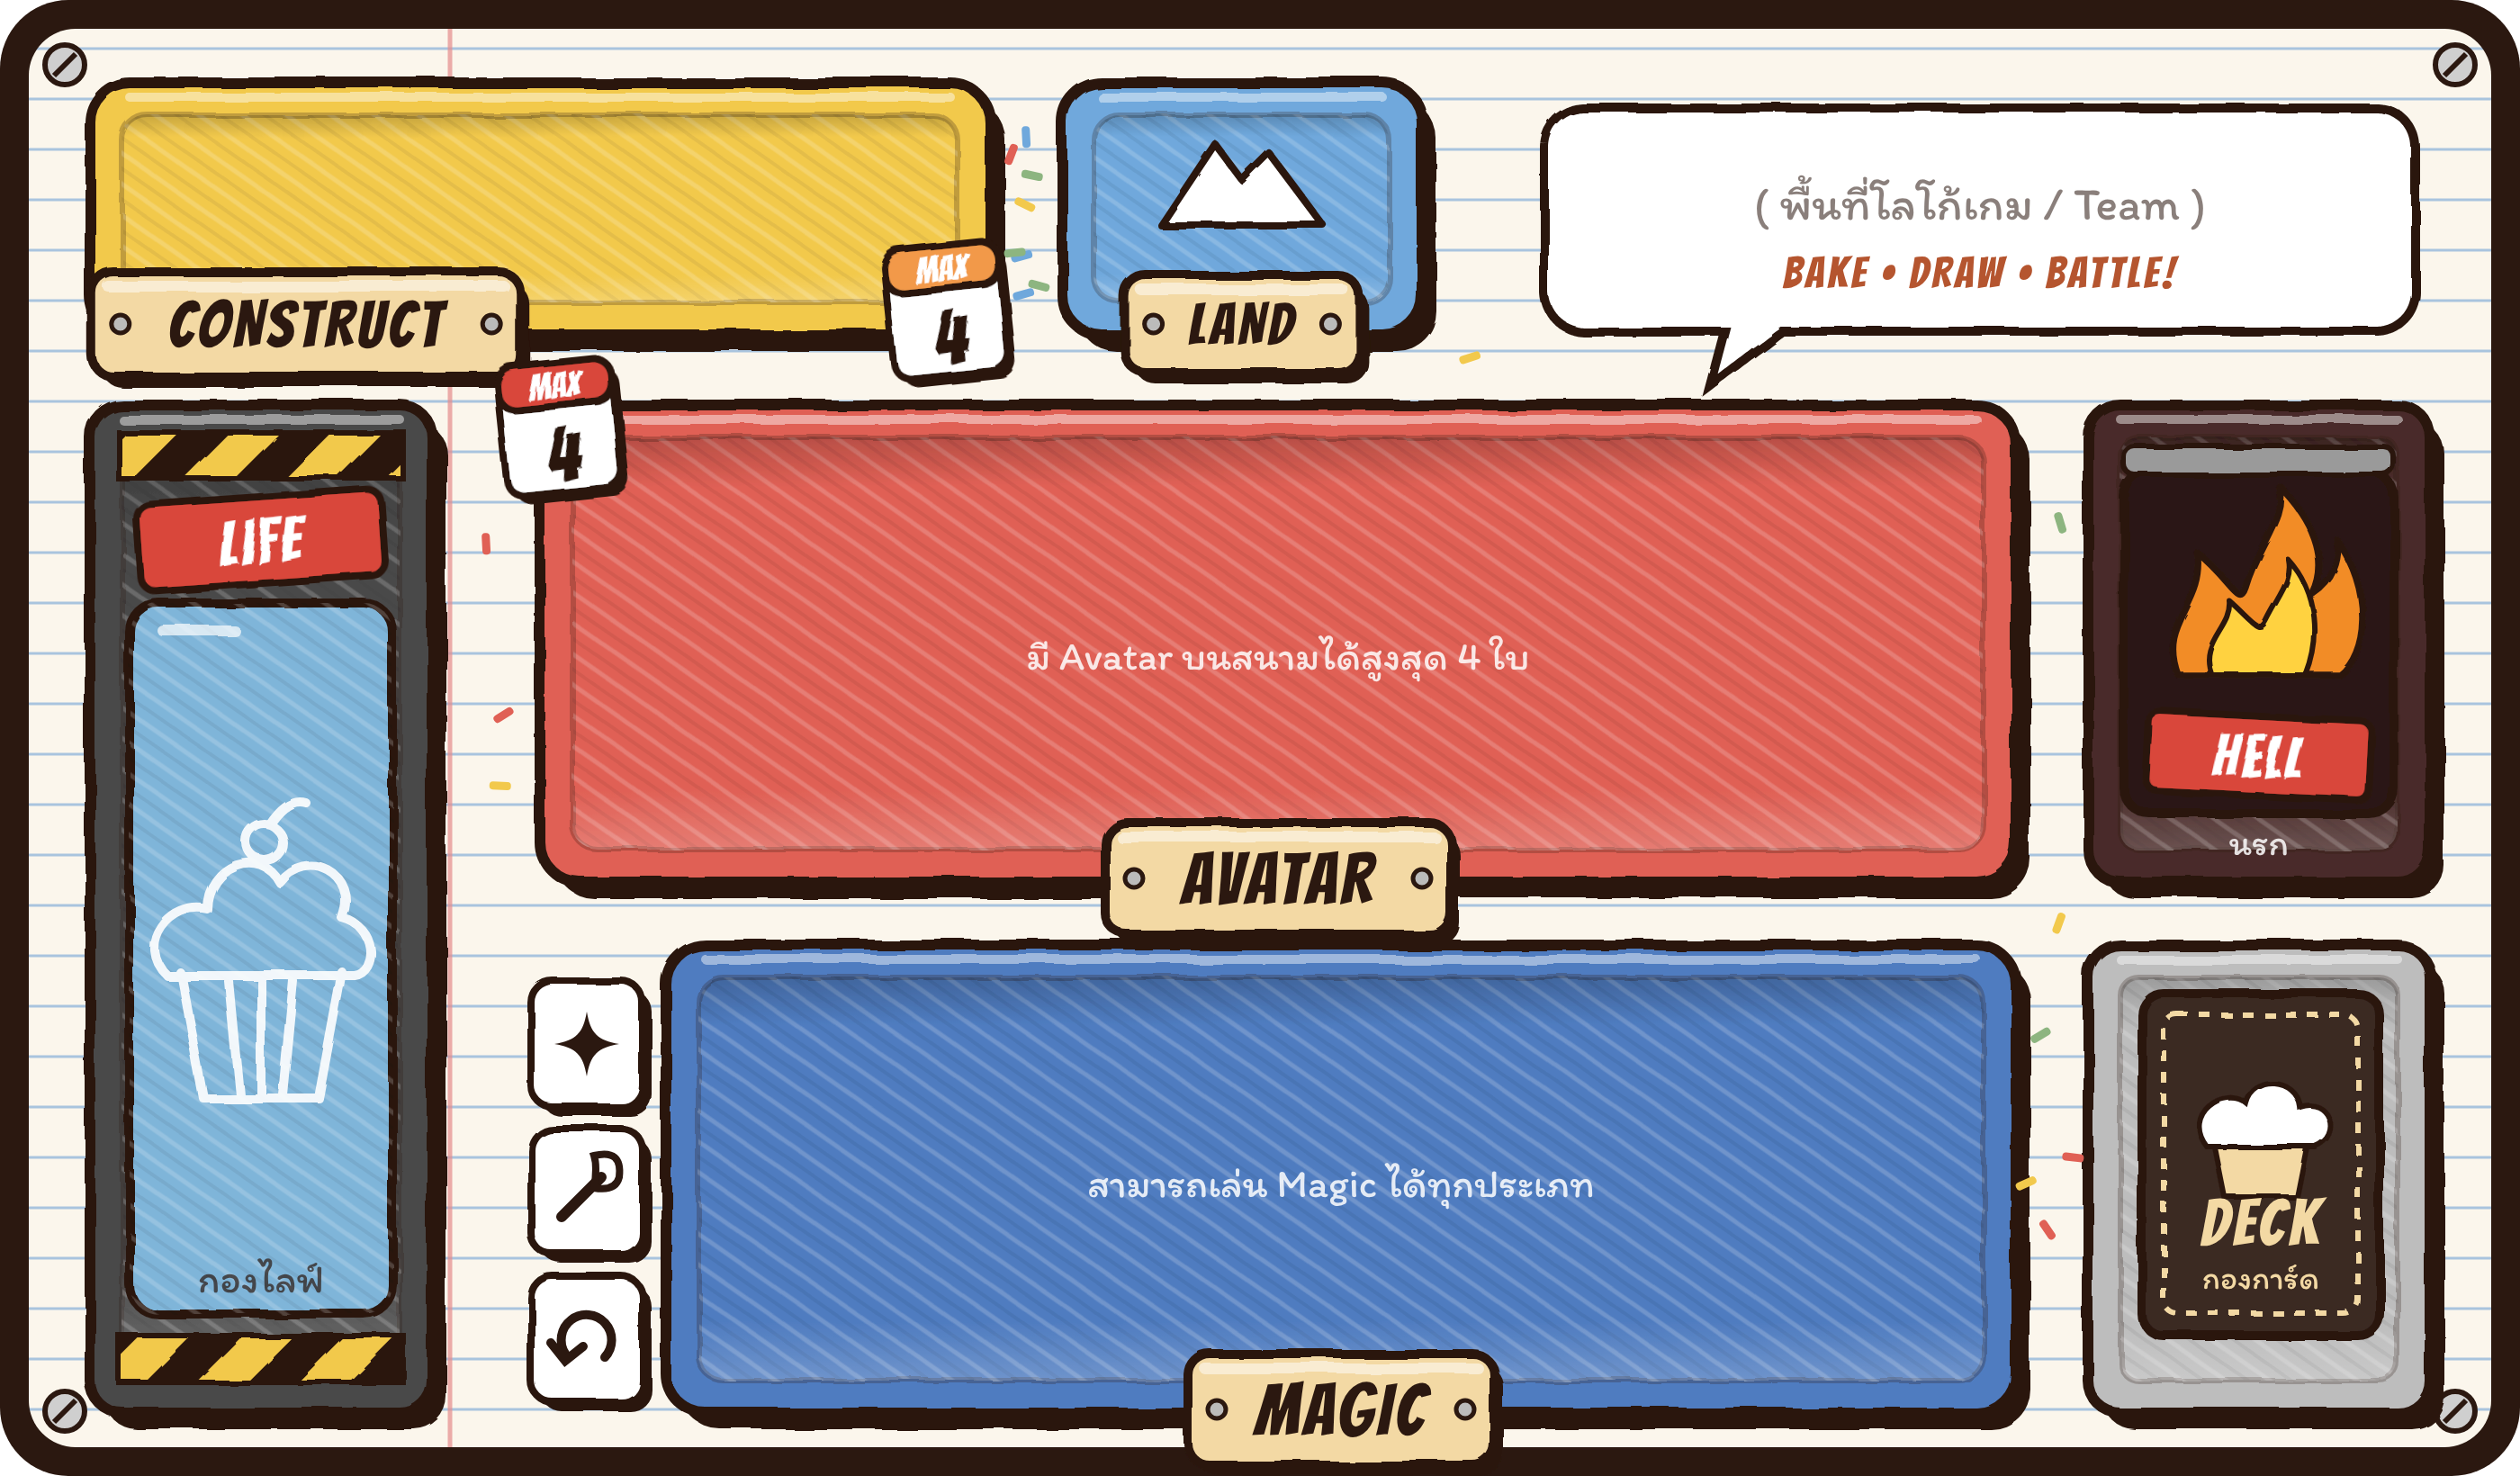 ( พื้นที่โลโก้เกม / Team )
BAKE • DRAW • BATTLE!
CONSTRUCT
MAX
4
LAND
MAX
4
LIFE
มี Avatar บนสนามได้สูงสุด 4 ใบ
HELL
นรก
AVATAR
สามารถเล่น Magic ได้ทุกประเภท
DECK
กองการ์ด
กองไลฟ์
MAGIC